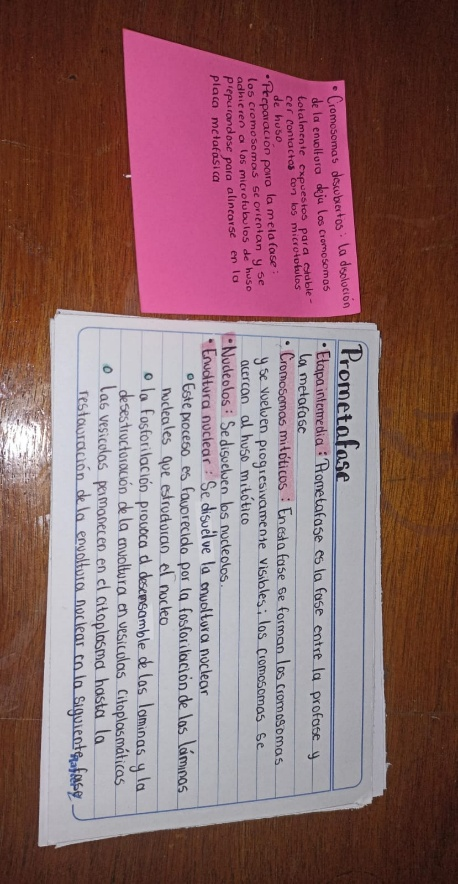 • Cromosomas descubiertos: La disolución
de la envoltura deja los cromosomas
totalmente expuestos para estable-
cer contactos con los microtubulos
de huso
• Preparación para la metafase:
Los cromosomas se orientan y se
adhieren a los microtubulos de huso
preparandose para alinearse en la
placa metafásica
Prometafase
• Etapa intermedia: Prometafase es la fase entre la profase y
la metafase
• Cromosomas mitóticos: En esta fase se forman los cromosomas
y se vuelven progresivamente visibles; los cromosomas se
acercan al huso mitótico
• Nucleolos: Se disuelven los nucleolos.
• Envoltura nuclear: Se disuelve la envoltura nuclear
Este proceso es favorecido por la fosforilación de las láminas
nucleales que estructuran el nucleo
la fosforilación provoca el desemsamble de las laminas y la
desestructuración de la envoltura en vesiculas citoplasmáticas
las vesiculas permanecen en el citoplasma hasta la
restauración de la envoltura nuclear en la siguiente fase